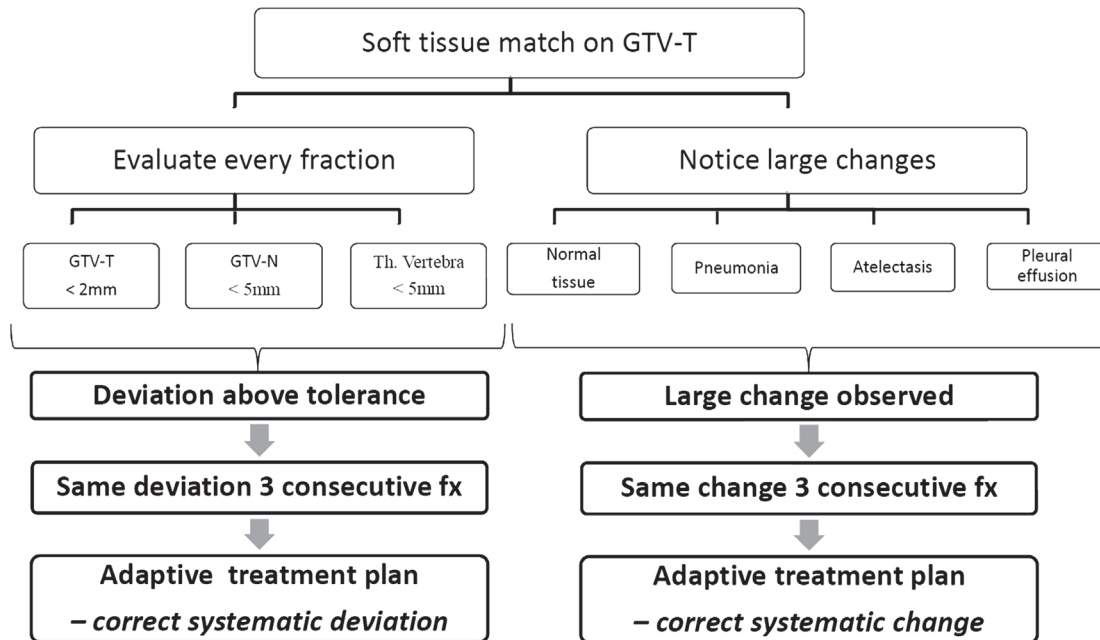 Soft tissue match on GTV-T
Evaluate every fraction
Notice large changes
GTV-T
< 2mm
GTV-N
< 5mm
Th. Vertebra
< 5mm
Normal
tissue
Pneumonia
Atelectasis
Pleural
effusion
Deviation above tolerance
Same deviation 3 consecutive fx
Adaptive treatment plan
– correct systematic deviation
Large change observed
Same change 3 consecutive fx
Adaptive treatment plan
– correct systematic change